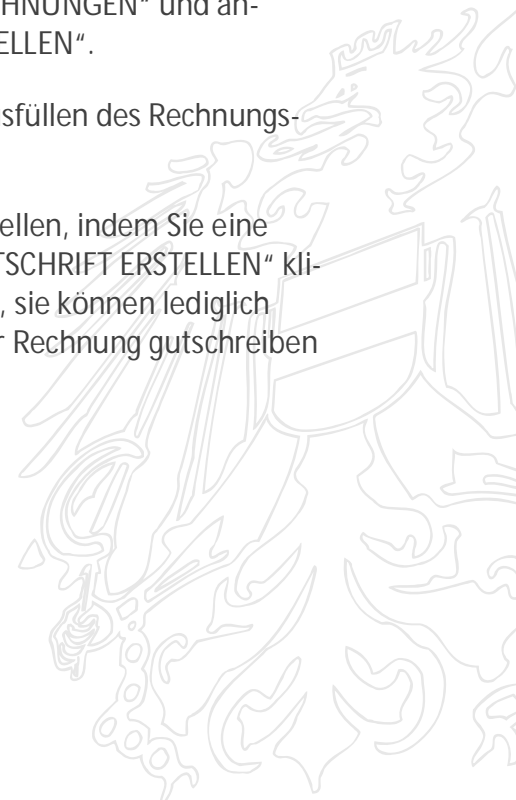 HNUNGEN“ und an-
ELLEN“.
sfüllen des Rechnungs-
ellen, indem Sie eine
TSCHRIFT ERSTELLEN“ kli-
, sie können lediglich
r Rechnung gutschreiben